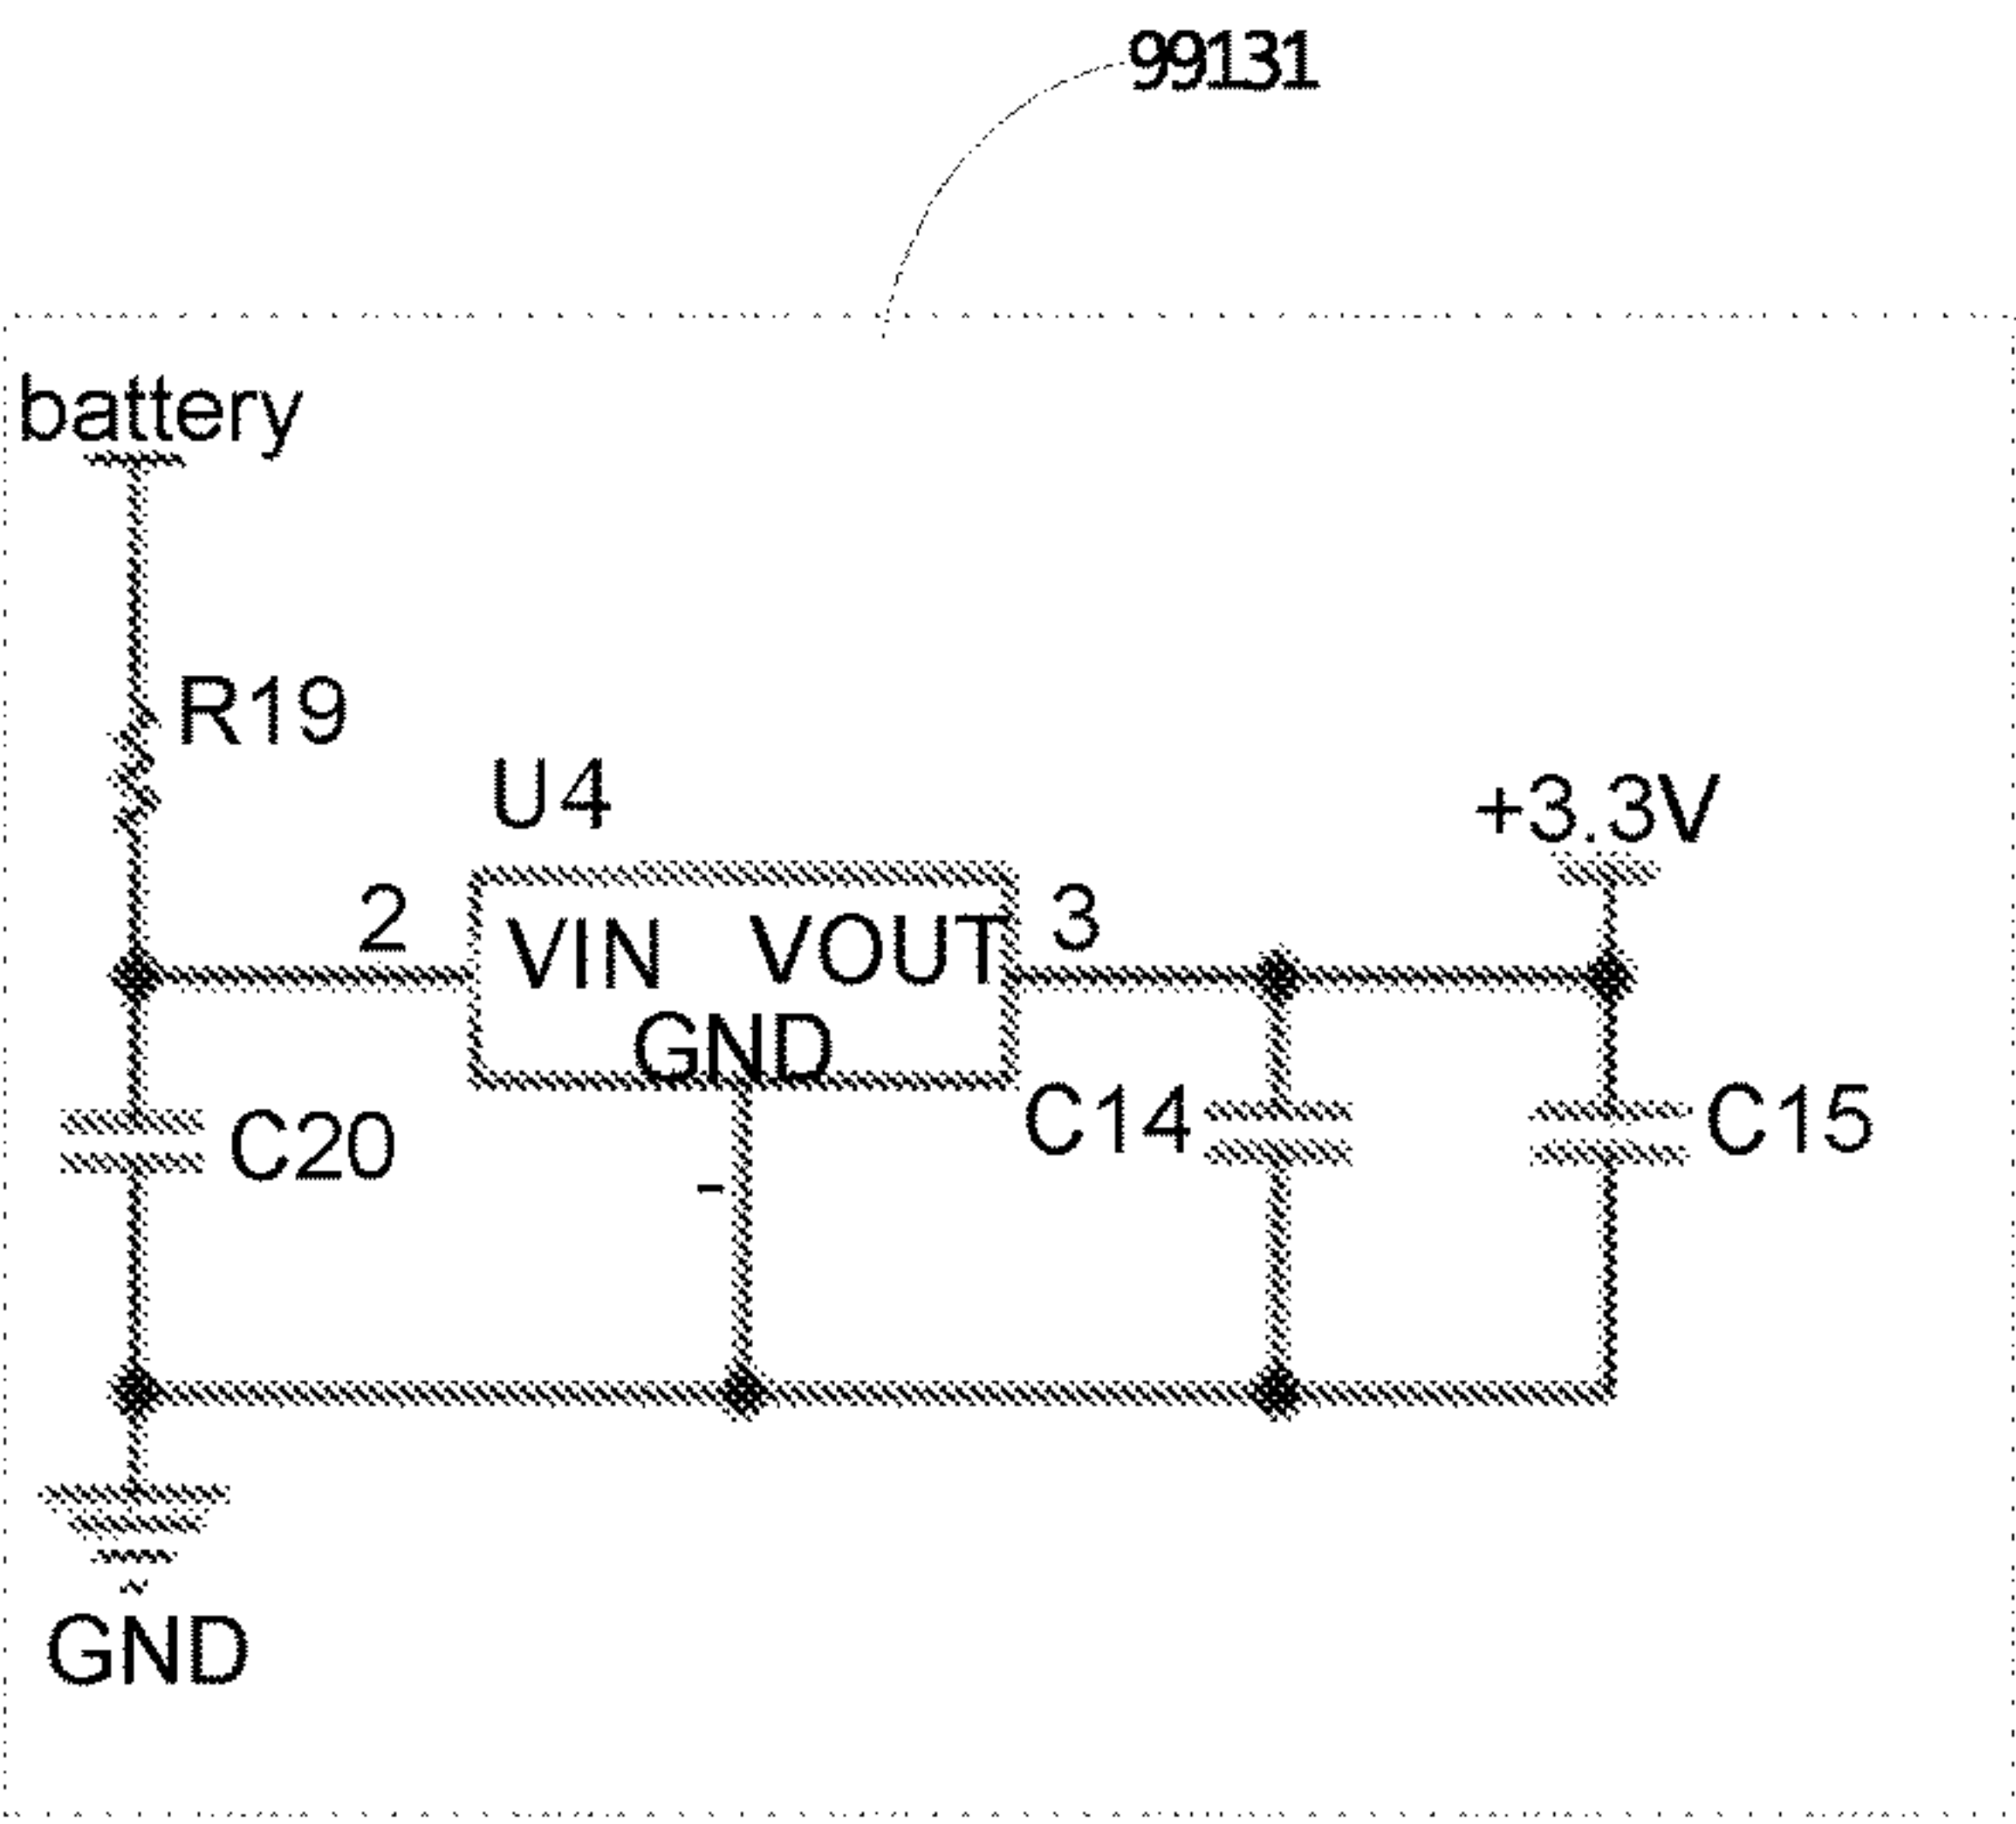 99131
battery
R19
U4
+3.3V
2
3
VIN VOUT
GND
C20
C14
C15
-
GND